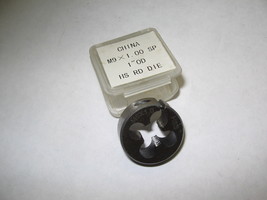 CHINA
M9×1.00 SP
1"OD
HS RD DIE